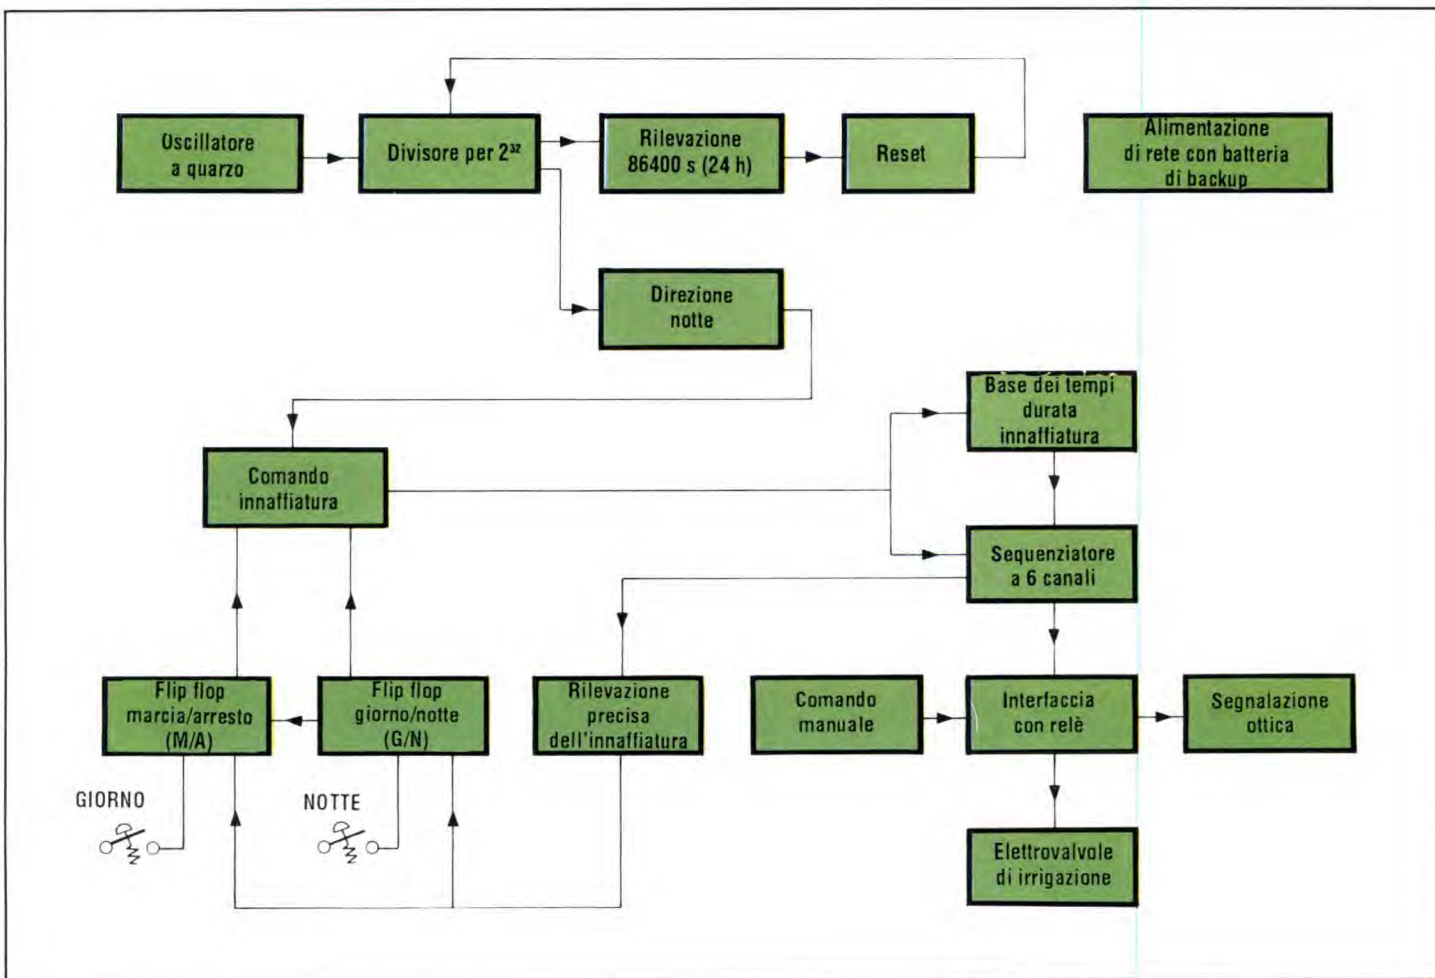 Oscillatore
a quarzo
Divisore per 2³²
Rilevazione
86400 s (24 h)
Reset
Alimentazione
di rete con batteria
di backup
Direzione
notte
Base dei tempi
durata
innaffiatura
Comando
innaffiatura
Sequenziatore
a 6 canali
Flip flop
marcia/arresto
(M/A)
Flip flop
giorno/notte
(G/N)
Rilevazione
precisa
dell'innaffiatura
Comando
manuale
Interfaccia
con relè
Segnalazione
ottica
GIORNO
NOTTE
Elettrovalvole
di irrigazione